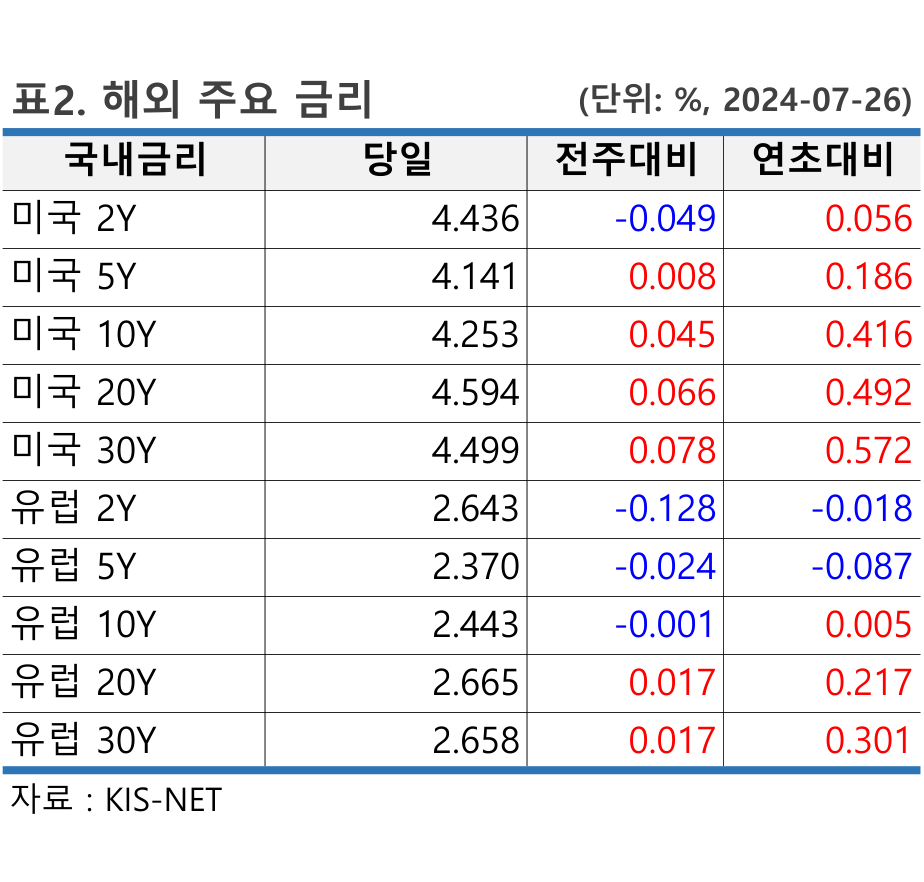 표2. 해외 주요 금리 (단위: %, 2024-07-26)
국내금리 당일 전주대비 연초대비
미국 2Y 4.436 -0.049 0.056
미국 5Y 4.141 0.008 0.186
미국 10Y 4.253 0.045 0.416
미국 20Y 4.594 0.066 0.492
미국 30Y 4.499 0.078 0.572
유럽 2Y 2.643 -0.128 -0.018
유럽 5Y 2.370 -0.024 -0.087
유럽 10Y 2.443 -0.001 0.005
유럽 20Y 2.665 0.017 0.217
유럽 30Y 2.658 0.017 0.301
자료 : KIS-NET